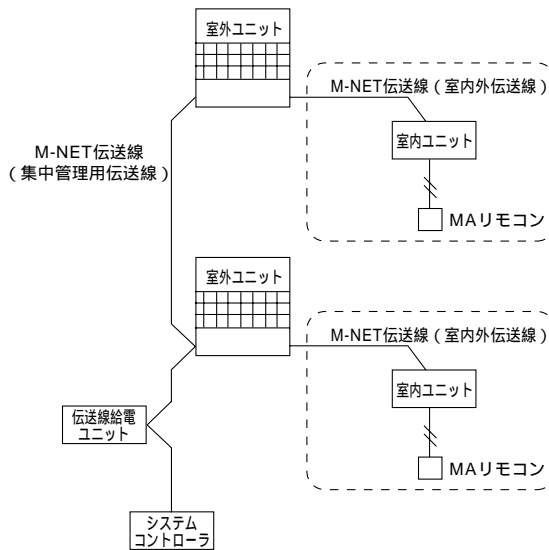 室外ユニット
M-NET伝送線（室内外伝送線）
室内ユニット
MAリモコン
M-NET伝送線
（集中管理用伝送線）
室外ユニット
M-NET伝送線（室内外伝送線）
室内ユニット
MAリモコン
伝送線給電
ユニット
システム
コントローラ